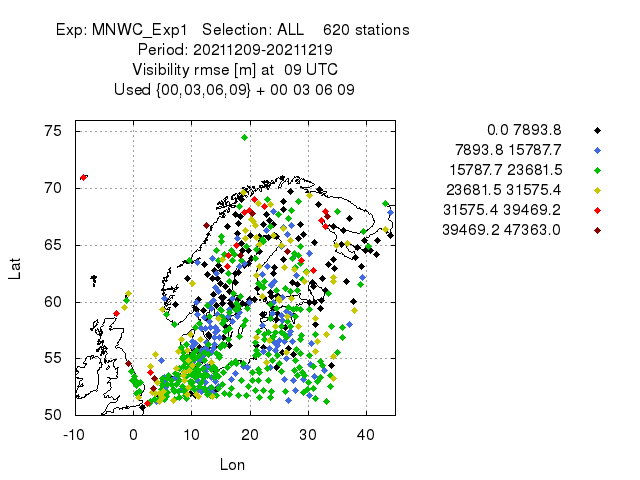 Exp: MNWC_Exp1 Selection: ALL 620 stations
Period: 20211209-20211219
Visibility rmse [m] at 09 UTC
Used {00,03,06,09} + 00 03 06 09
0.0 7893.8
7893.8 15787.7
15787.7 23681.5
23681.5 31575.4
31575.4 39469.2
39469.2 47363.0
75
70
65
60
55
50
Lat
-10 0 10 20 30 40
Lon